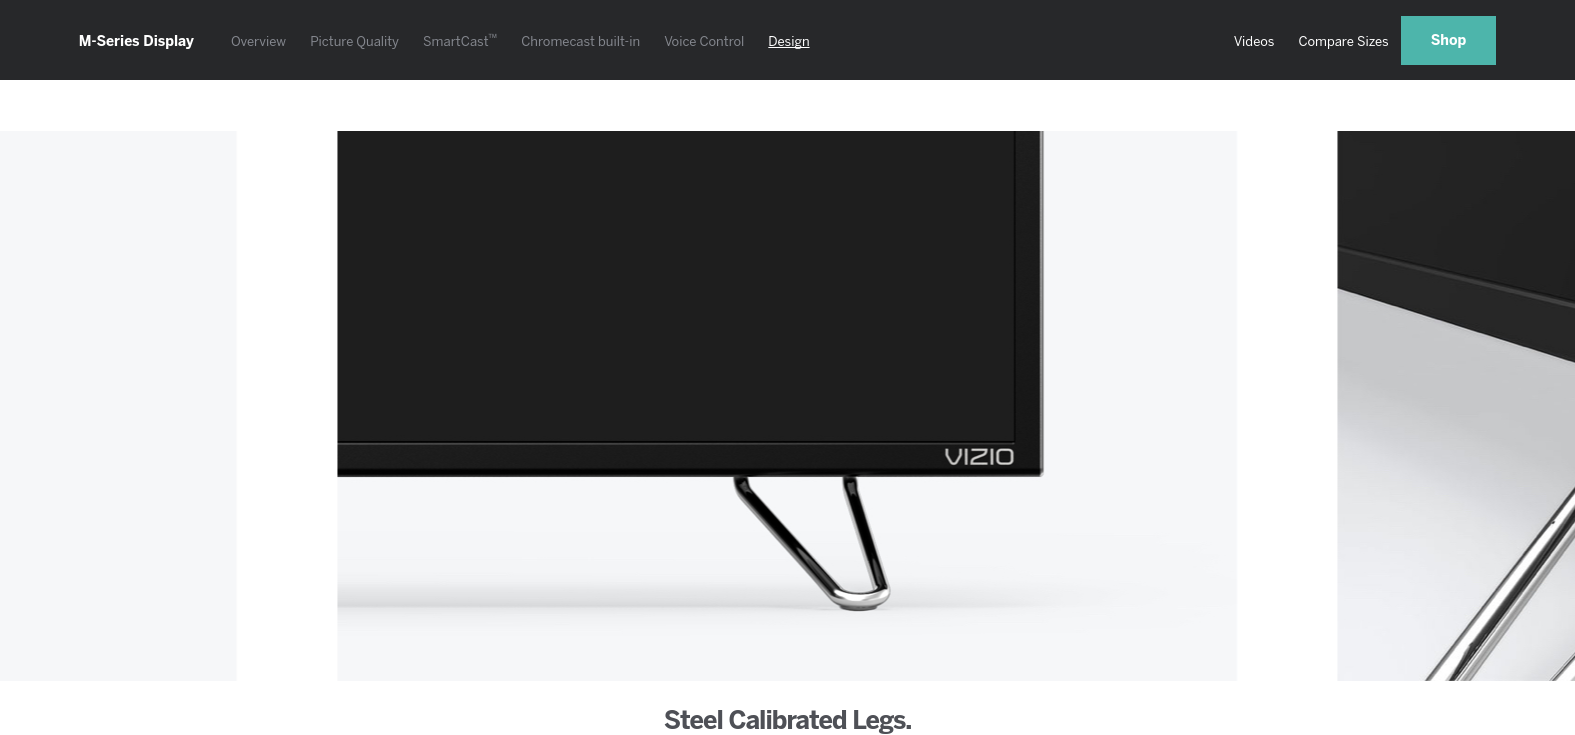 M-Series Display Overview Picture Quality SmartCast™ Chromecast built-in Voice Control Design Videos Compare Sizes Shop
VIZIO
Steel Calibrated Legs.